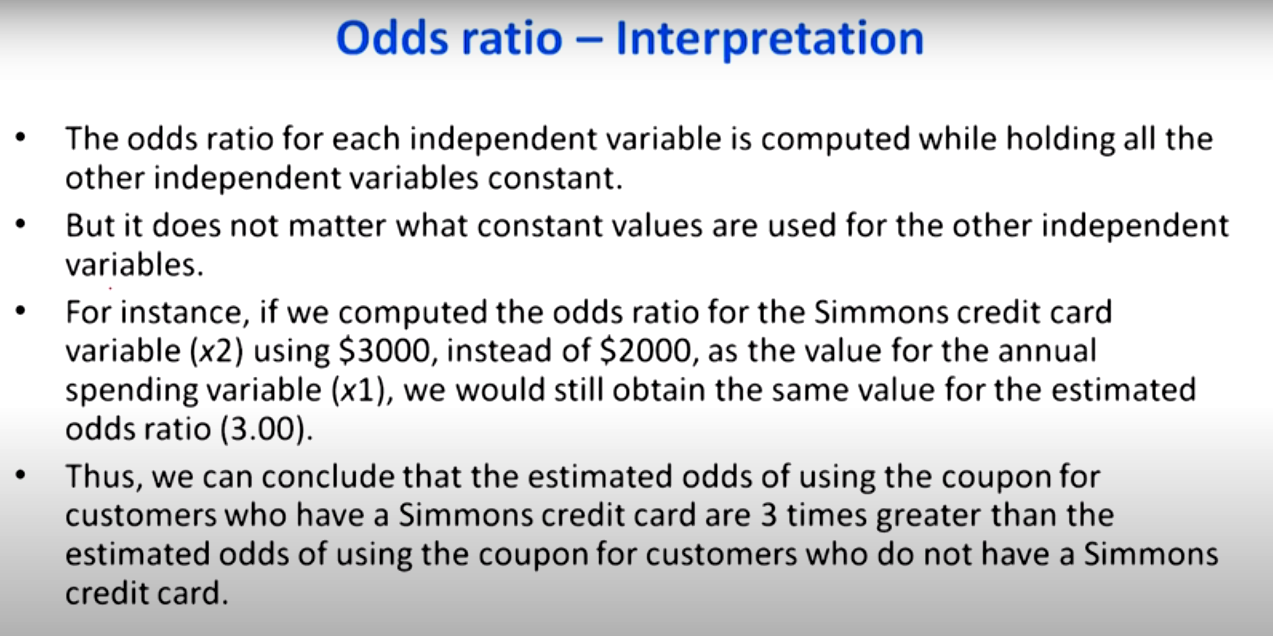 Odds ratio – Interpretation
• The odds ratio for each independent variable is computed while holding all the
other independent variables constant.
• But it does not matter what constant values are used for the other independent
variables.
• For instance, if we computed the odds ratio for the Simmons credit card
variable (x2) using $3000, instead of $2000, as the value for the annual
spending variable (x1), we would still obtain the same value for the estimated
odds ratio (3.00).
• Thus, we can conclude that the estimated odds of using the coupon for
customers who have a Simmons credit card are 3 times greater than the
estimated odds of using the coupon for customers who do not have a Simmons
credit card.